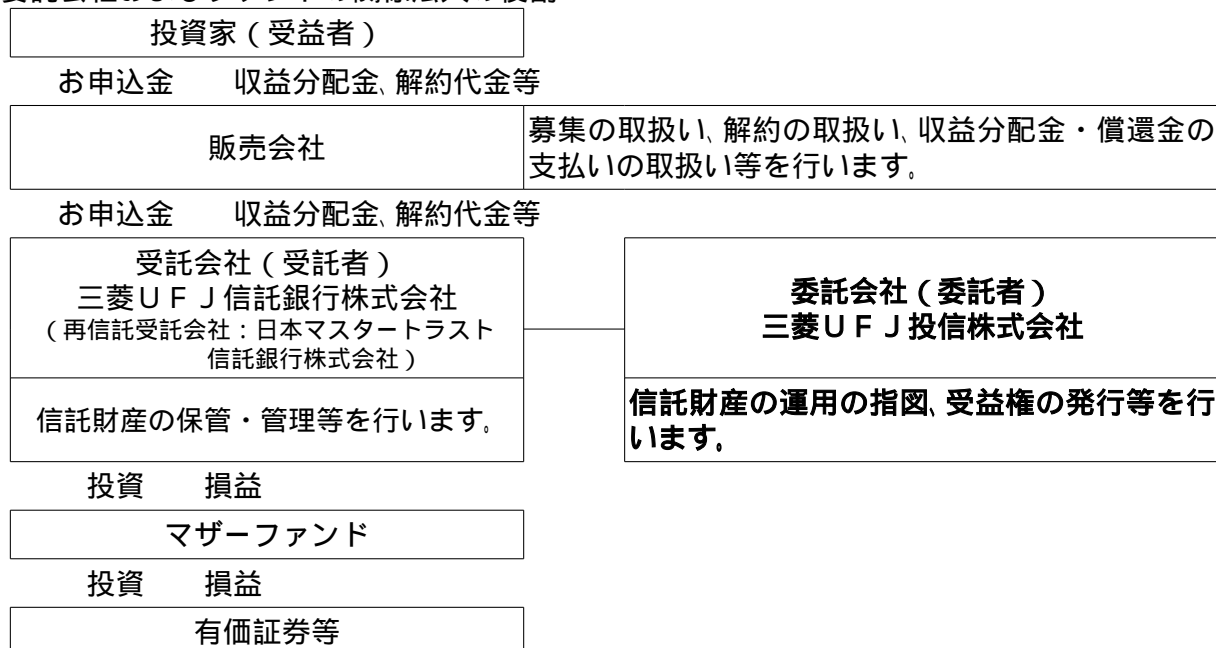 投資家（受益者）
お申込金　収益分配金、解約代金等
販売会社
募集の取扱い、解約の取扱い、収益分配金・償還金の
支払いの取扱い等を行います。
お申込金　収益分配金、解約代金等
受託会社（受託者）
三菱ＵＦＪ信託銀行株式会社
（再信託受託会社：日本マスタートラスト
信託銀行株式会社）
委託会社（委託者）
三菱ＵＦＪ投信株式会社
信託財産の保管・管理等を行います。
信託財産の運用の指図、受益権の発行等を行
います。
投資　損益
マザーファンド
投資　損益
有価証券等